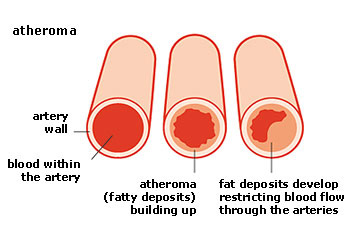 atheroma
artery
wall
blood within
the artery
atheroma
(fatty deposits)
building up
fat deposits develop
restricting blood flow
through the arteries